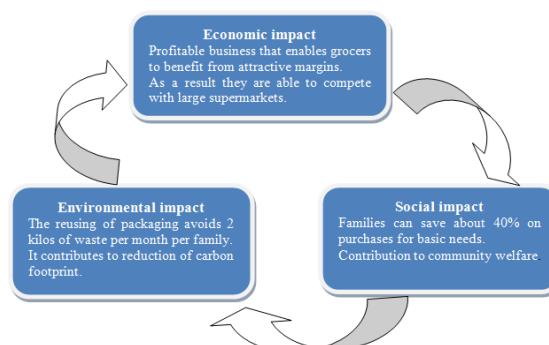 Economic impact
Profitable business that enables grocers
to benefit from attractive margins.
As a result they are able to compete
with large supermarkets.
Environmental impact
The reusing of packaging avoids 2
kilos of waste per month per family.
It contributes to reduction of carbon
footprint.
Social impact
Families can save about 40% on
purchases for basic needs.
Contribution to community welfare.